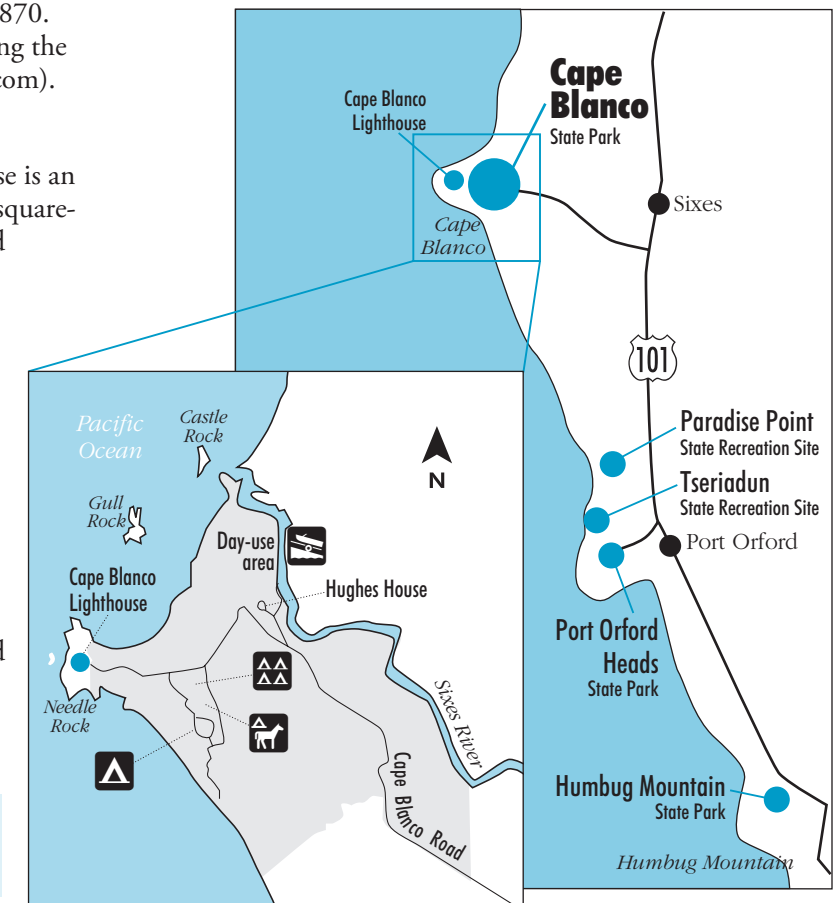 870.
ng the
com).
se is an
square-
d
d
Cape Blanco
Lighthouse
Cape
Blanco
State Park
Cape
Blanco
Sixes
101
Paradise Point
State Recreation Site
Tseriadun
State Recreation Site
Port Orford
Port Orford
Heads
State Park
Humbug Mountain
State Park
Humbug Mountain
Pacific
Ocean
Castle
Rock
N
Gull
Rock
Day-use
area
Cape Blanco
Lighthouse
Hughes House
Needle
Rock
Sixes River
Cape Blanco Road